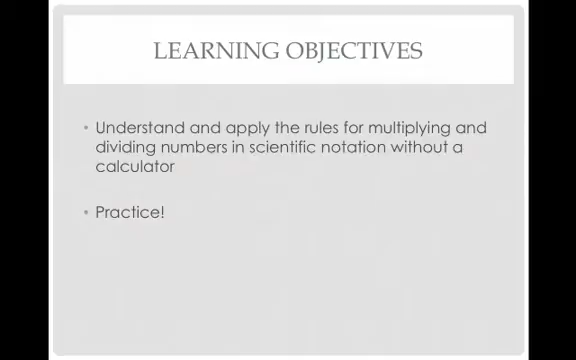 LEARNING OBJECTIVES
• Understand and apply the rules for multiplying and
dividing numbers in scientific notation without a
calculator
• Practice!